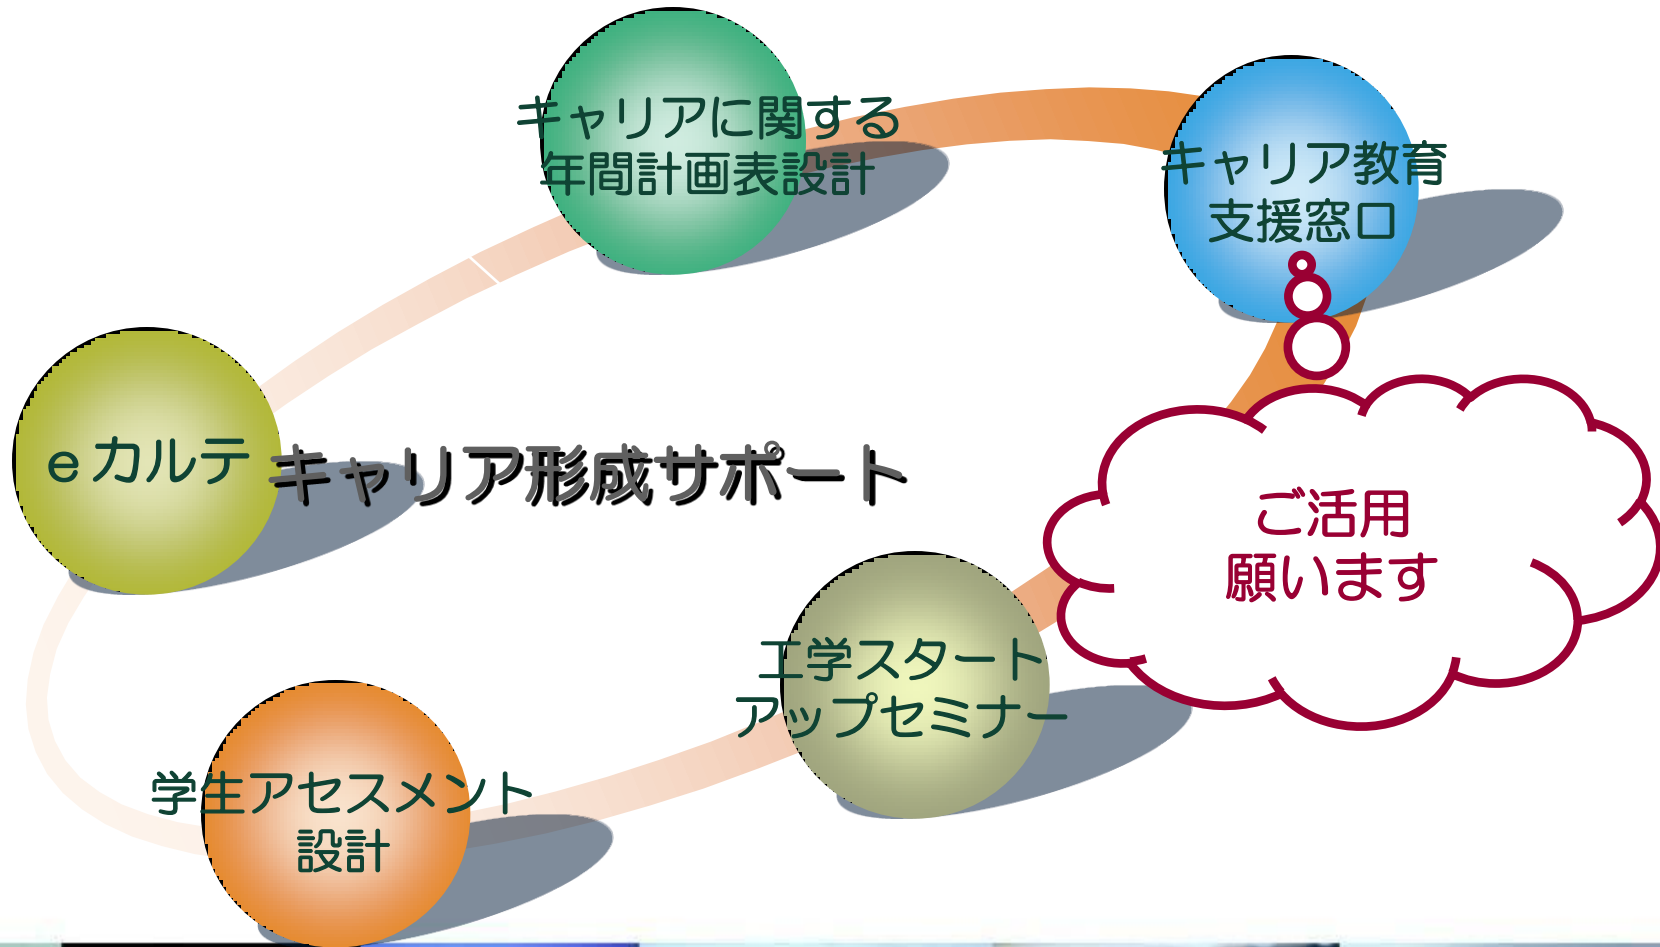 キャリアに関する
年間計画表設計
キャリア教育
支援窓口
eカルテ
キャリア形成サポート
ご活用
願います
工学スタート
アップセミナー
学生アセスメント
設計